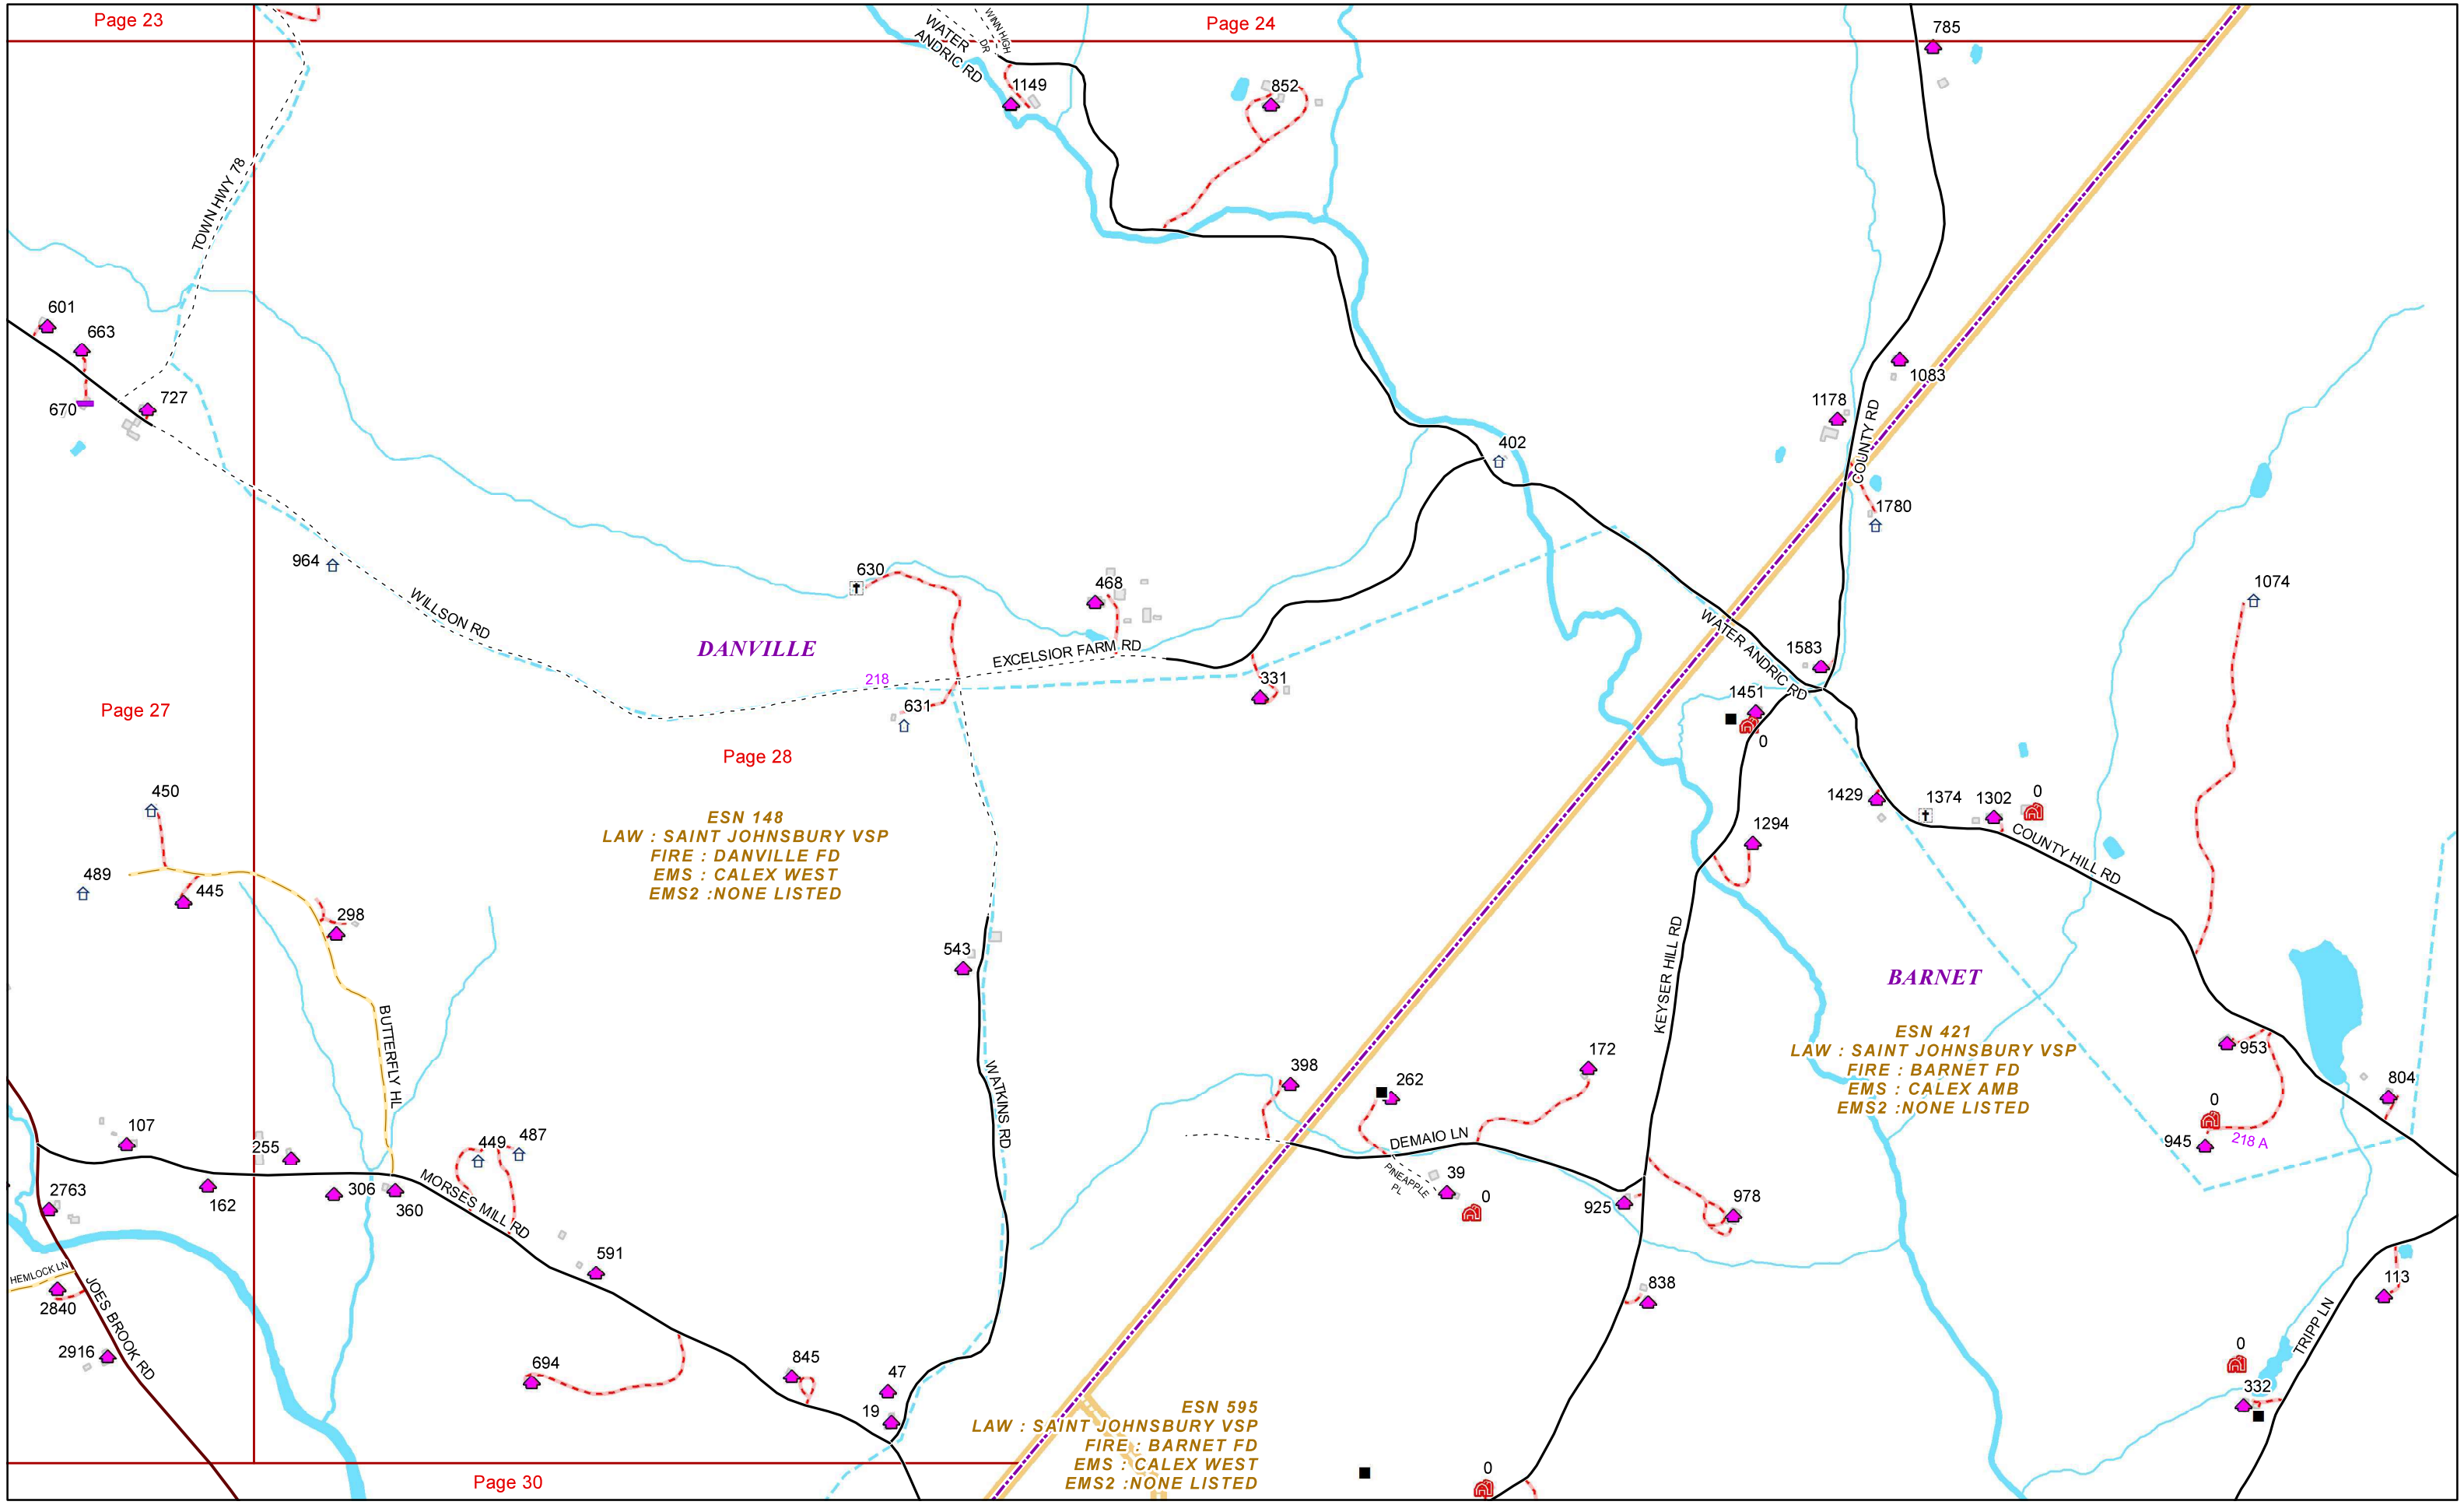 Page 23
Page 24
785
WATER
ANDRIC RD
WINN HIGH
DR
1149
852
TOWN HWY 78
601
663
670
727
1083
1178
COUNTY RD
402
1780
964
630
468
1074
WILLSON RD
DANVILLE
EXCELSIOR FARM RD
WATER ANDRIC RD
1583
218
331
631
1451
0
Page 27
Page 28
450
1429
1374
1302
0
COUNTY HILL RD
ESN 148
LAW : SAINT JOHNSBURY VSP
FIRE : DANVILLE FD
EMS : CALEX WEST
EMS2 :NONE LISTED
1294
489
445
298
543
KEYSER HILL RD
BARNET
BUTTERFLY HL
ESN 421
LAW : SAINT JOHNSBURY VSP
FIRE : BARNET FD
EMS : CALEX AMB
EMS2 :NONE LISTED
953
804
0
945
218 A
WATKINS RD
398
262
172
107
255
449
487
DEMAIO LN
PINEAPPLE
PL
39
0
925
978
2763
162
306
360
MORSES MILL RD
591
HEMLOCK LN
2840
JOES BROOK RD
2916
694
845
47
19
838
113
TRIPP LN
0
332
ESN 595
LAW : SAINT JOHNSBURY VSP
FIRE : BARNET FD
EMS : CALEX WEST
EMS2 :NONE LISTED
0
Page 30